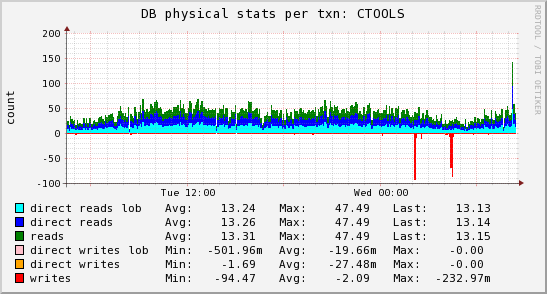 DB physical stats per txn: CTOOLS
RRDTOOL / TOBI OETIKER
count
200
150
100
50
0
-50
-100
Tue 12:00 Wed 00:00
direct reads lob Avg: 13.24 Max: 47.49 Last: 13.13
direct reads Avg: 13.26 Max: 47.49 Last: 13.14
reads Avg: 13.31 Max: 47.49 Last: 13.15
direct writes lob Min: -501.96m Avg: -19.66m Max: -0.00
direct writes Min: -1.69 Avg: -27.48m Max: -0.00
writes Min: -94.47 Avg: -2.09 Max: -232.97m